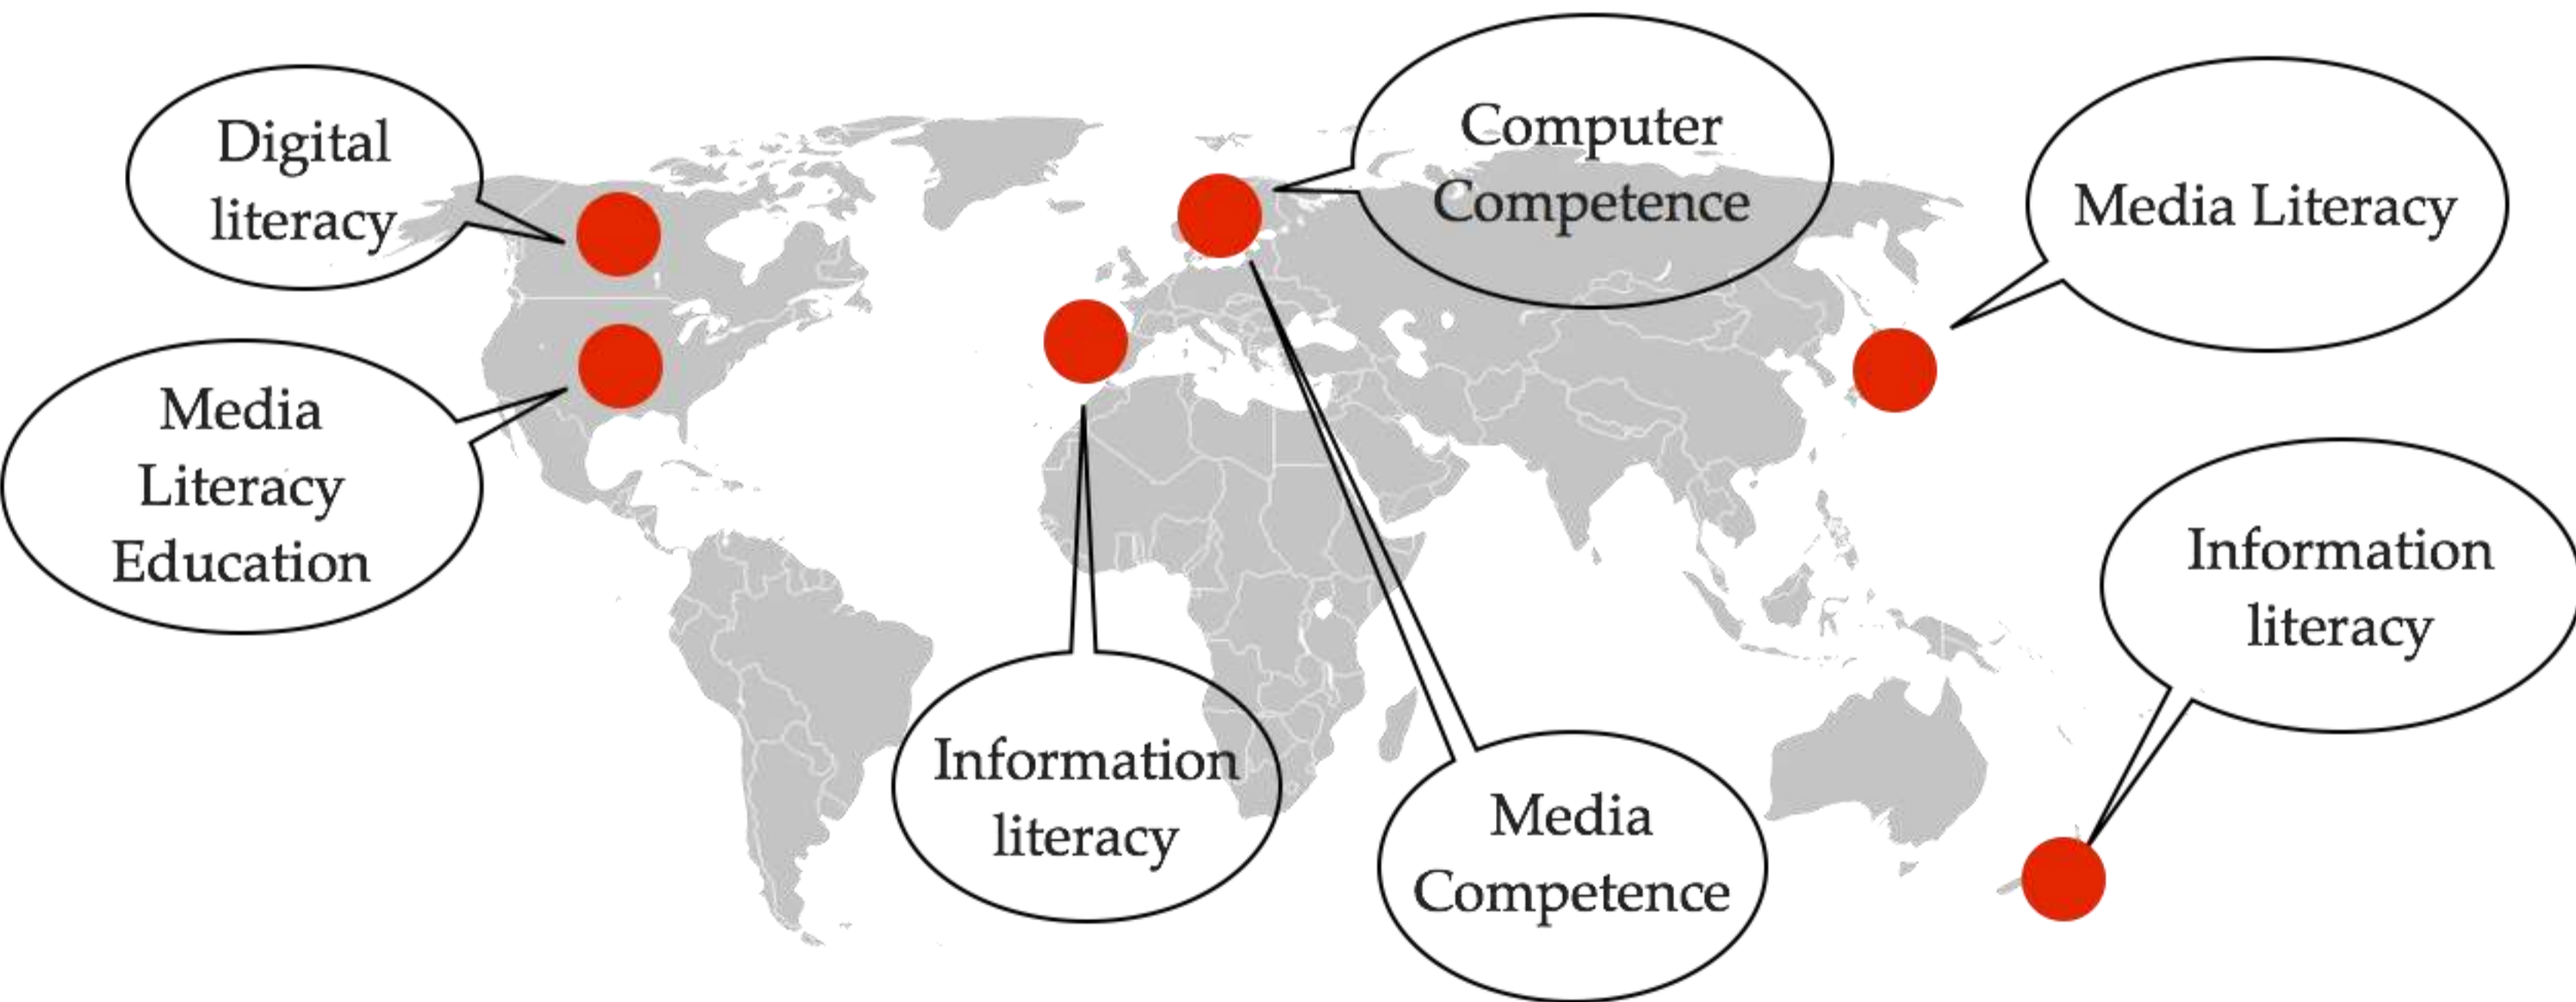 Digital
literacy
Computer
Competence
Media Literacy
Media
Literacy
Education
Information
literacy
Information
literacy
Media
Competence